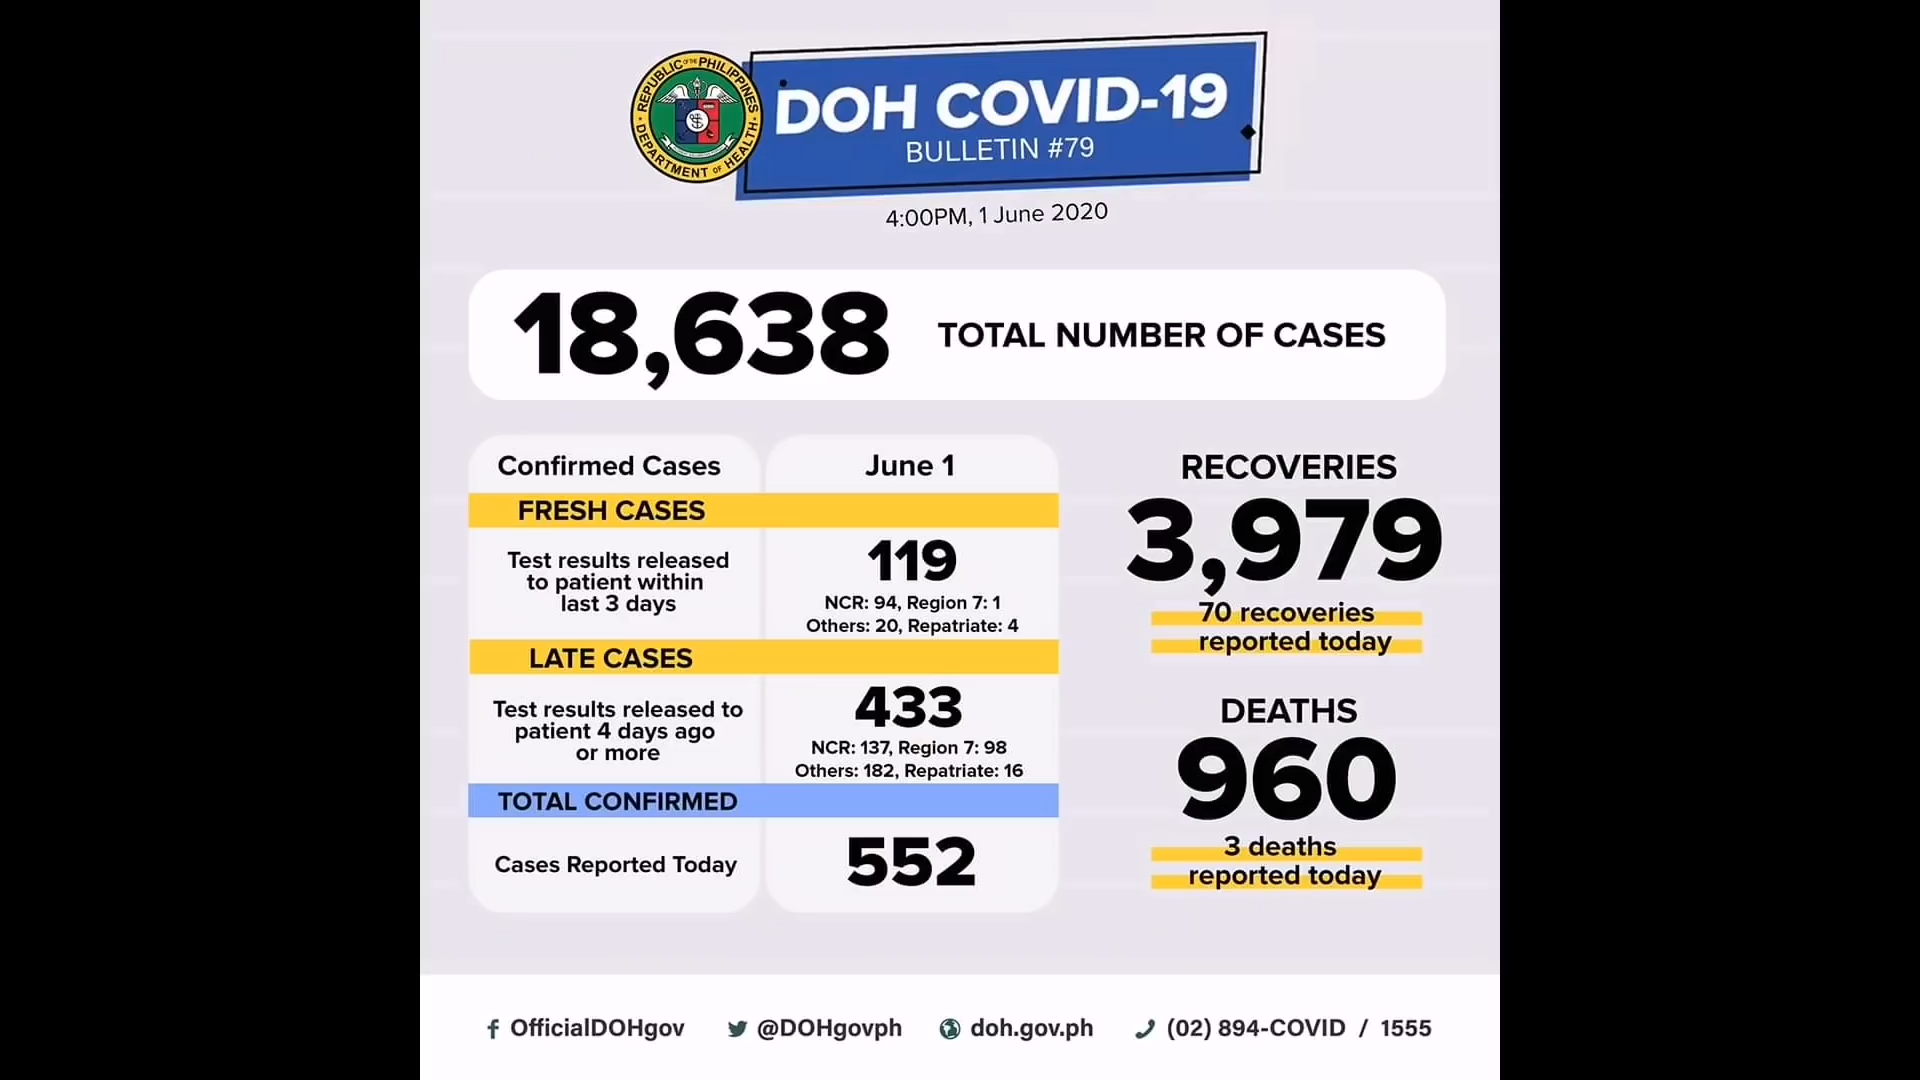 REPUBLIC OF THE PHILIPPINES
DEPARTMENT OF HEALTH
DOH COVID-19
BULLETIN #79
4:00PM, 1 June 2020
18,638 TOTAL NUMBER OF CASES
Confirmed Cases June 1
FRESH CASES
Test results released
to patient within
last 3 days
119
NCR: 94, Region 7: 1
Others: 20, Repatriate: 4
LATE CASES
Test results released to
patient 4 days ago
or more
433
NCR: 137, Region 7: 98
Others: 182, Repatriate: 16
TOTAL CONFIRMED
Cases Reported Today
552
RECOVERIES
3,979
70 recoveries
reported today
DEATHS
960
3 deaths
reported today
OfficialDOHgov @DOHgovph doh.gov.ph (02) 894-COVID / 1555